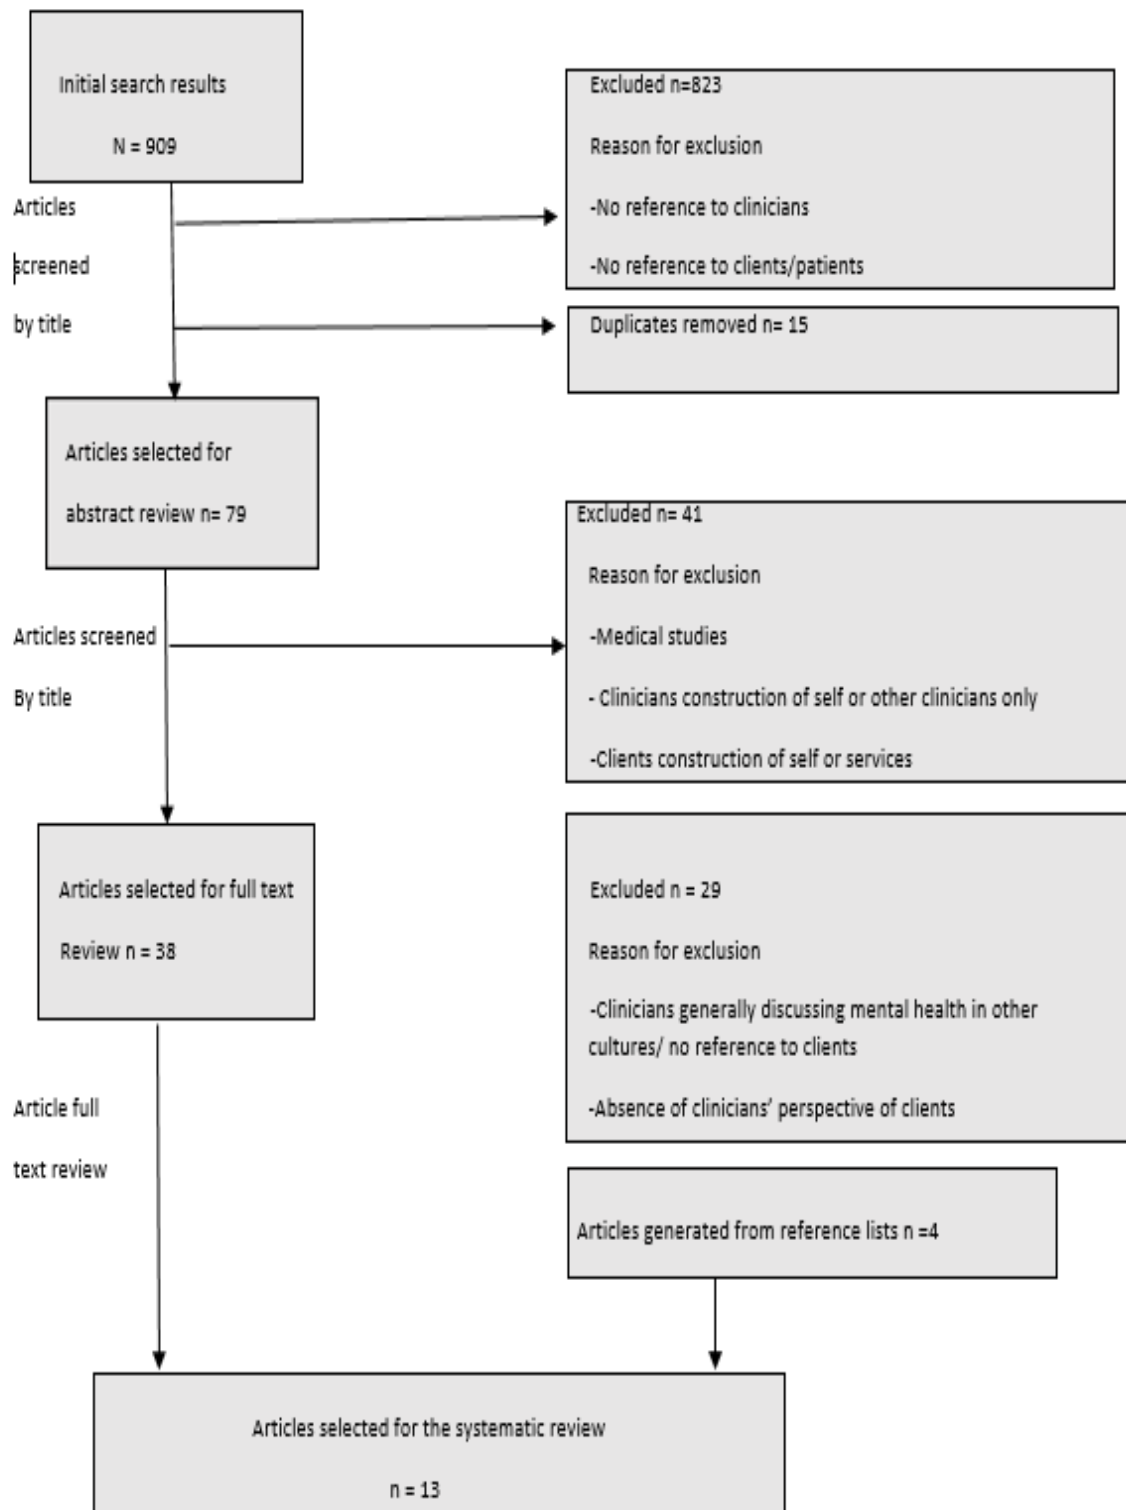 Initial search results
N = 909
Excluded n=823
Reason for exclusion
-No reference to clinicians
-No reference to clients/patients
Articles
screened
by title
Duplicates removed n= 15
Articles selected for
abstract review n= 79
Excluded n= 41
Reason for exclusion
-Medical studies
- Clinicians construction of self or other clinicians only
-Clients construction of self or services
Articles screened
By title
Articles selected for full text
Review n = 38
Excluded n = 29
Reason for exclusion
-Clinicians generally discussing mental health in other
cultures/ no reference to clients
-Absence of clinicians’ perspective of clients
Article full
text review
Articles generated from reference lists n =4
Articles selected for the systematic review
n = 13